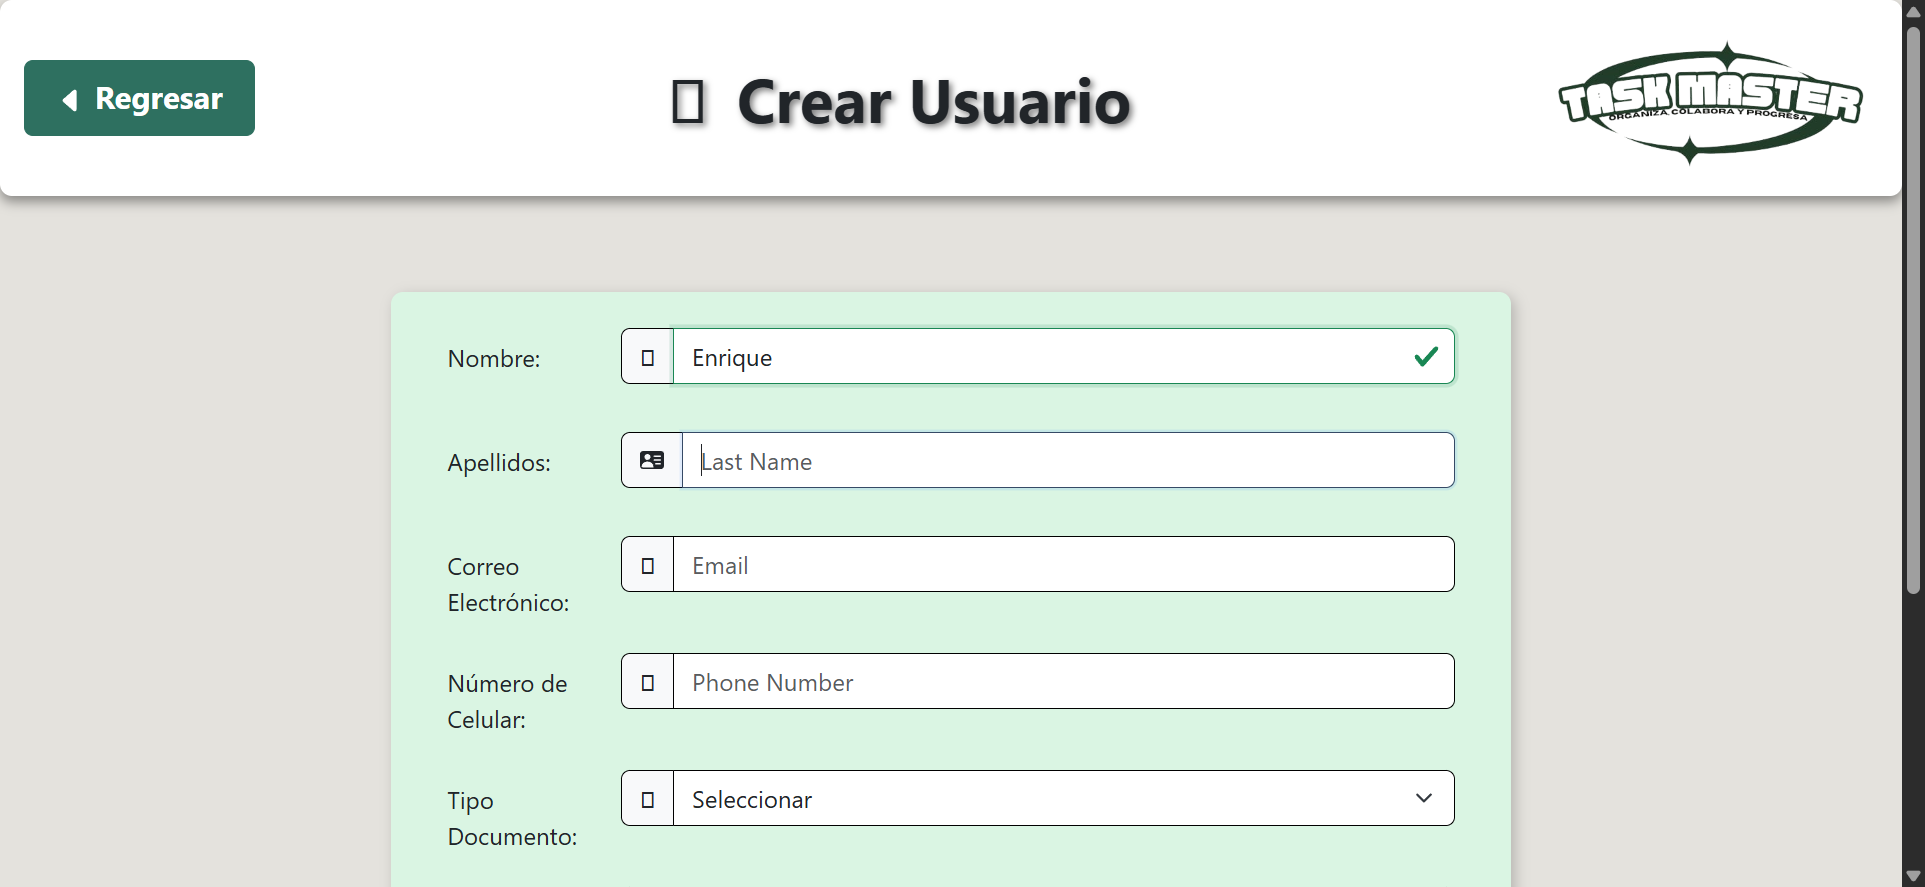 Regresar
Crear Usuario
TASK MASTER
ORGANIZA, COLABORA Y PROGRESA
Nombre:
Enrique
Apellidos:
Last Name
Correo
Electrónico:
Email
Número de
Celular:
Phone Number
Tipo
Documento:
Seleccionar